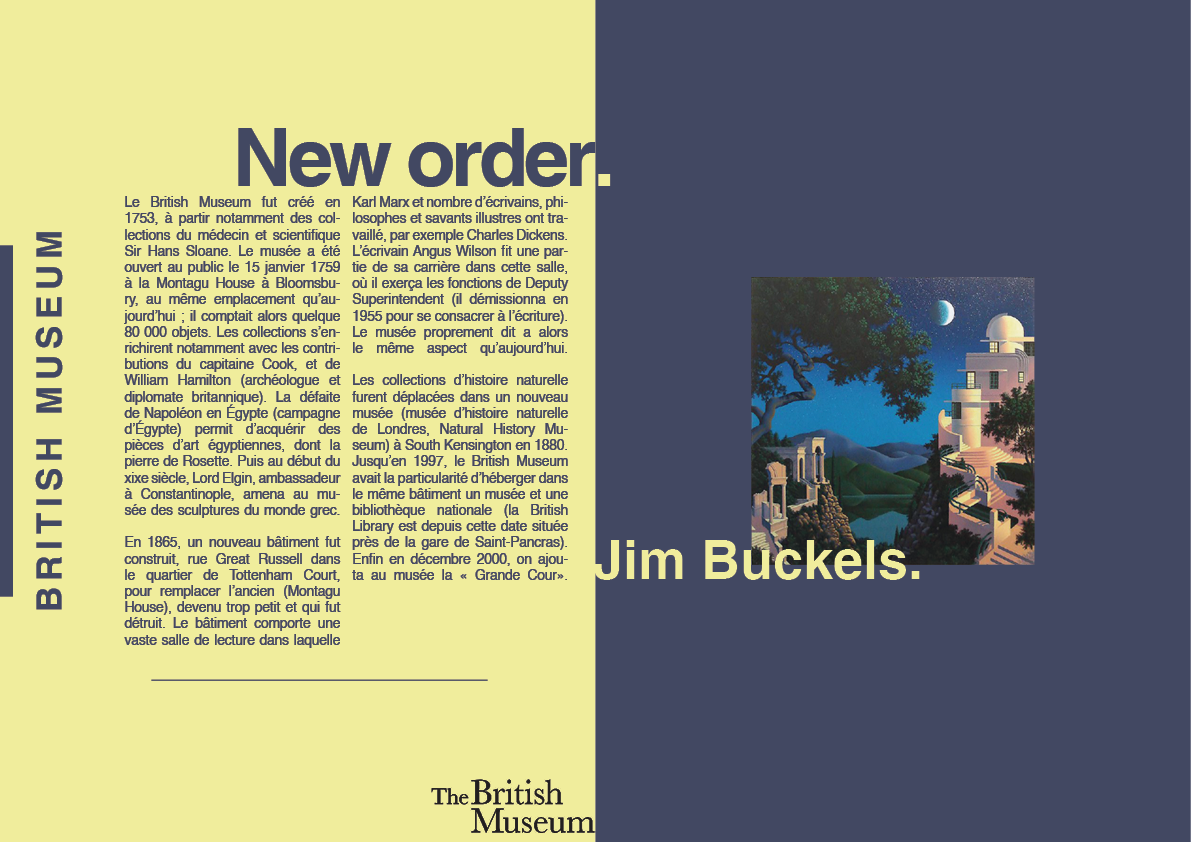 BRITISH MUSEUM
New order.
Le British Museum fut créé en
1753, à partir notamment des col-
lections du médecin et scientifique
Sir Hans Sloane. Le musée a été
ouvert au public le 15 janvier 1759
à la Montagu House à Bloomsbu-
ry, au même emplacement qu’au-
jourd’hui ; il comptait alors quelque
80 000 objets. Les collections s’en-
richirent notamment avec les contri-
butions du capitaine Cook, et de
William Hamilton (archéologue et
diplomate britannique). La défaite
de Napoléon en Égypte (campagne
d’Égypte) permit d’acquérir des
pièces d’art égyptiennes, dont la
pierre de Rosette. Puis au début du
xixe siècle, Lord Elgin, ambassadeur
à Constantinople, amena au mu-
sée des sculptures du monde grec.
En 1865, un nouveau bâtiment fut
construit, rue Great Russell dans
le quartier de Tottenham Court,
pour remplacer l’ancien (Montagu
House), devenu trop petit et qui fut
détruit. Le bâtiment comporte une
vaste salle de lecture dans laquelle
Karl Marx et nombre d’écrivains, phi-
losophes et savants illustres ont tra-
vaillé, par exemple Charles Dickens.
L’écrivain Angus Wilson fit une par-
tie de sa carrière dans cette salle,
où il exerça les fonctions de Deputy
Superintendent (il démissionna en
1955 pour se consacrer à l’écriture).
Le musée proprement dit a alors
le même aspect qu’aujourd’hui.
Les collections d’histoire naturelle
furent déplacées dans un nouveau
musée (musée d’histoire naturelle
de Londres, Natural History Mu-
seum) à South Kensington en 1880.
Jusqu’en 1997, le British Museum
avait la particularité d’héberger dans
le même bâtiment un musée et une
bibliothèque nationale (la British
Library est depuis cette date située
près de la gare de Saint-Pancras).
Enfin en décembre 2000, on ajou-
ta au musée la « Grande Cour».
Jim Buckels.
The British
Museum